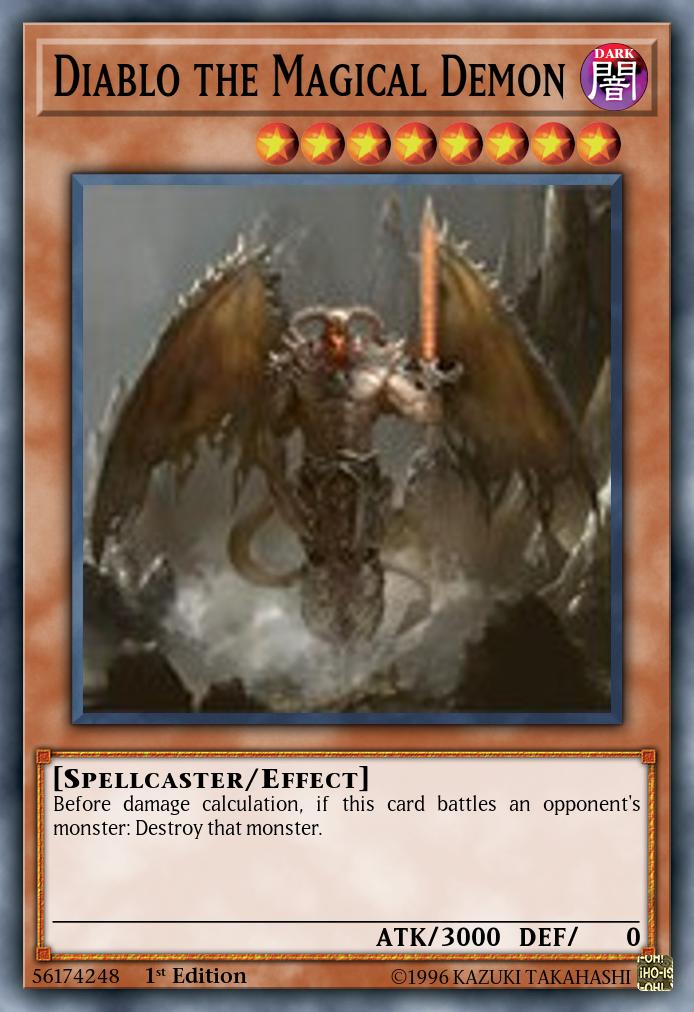 DIABLO THE MAGICAL DEMON
DARK
闇
[SPELLCASTER/EFFECT]
Before damage calculation, if this card battles an opponent's
monster: Destroy that monster.
ATK/3000 DEF/ 0
56174248 1st Edition ©1996 KAZUKI TAKAHASHI